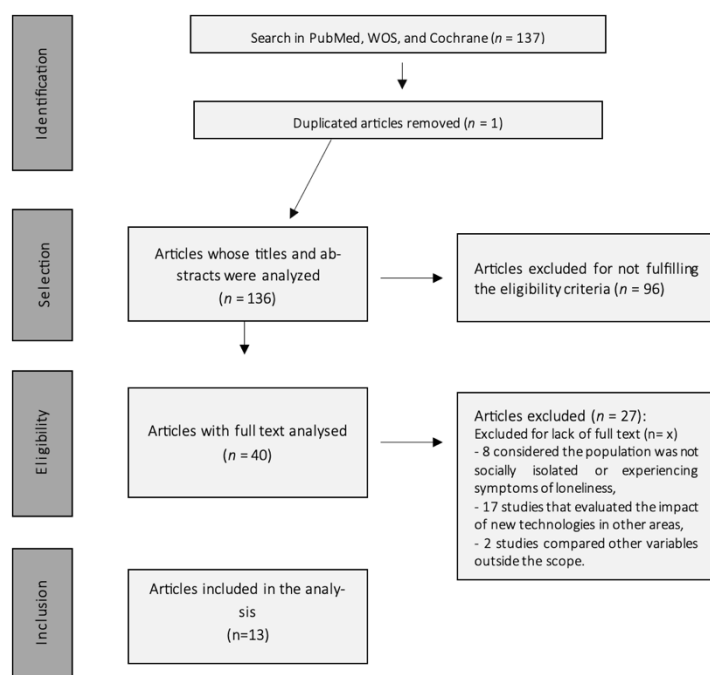 Identification
Search in PubMed, WOS, and Cochrane (n = 137)
Duplicated articles removed (n = 1)
Selection
Articles whose titles and ab-
stracts were analyzed
(n = 136)
Articles excluded for not fulfilling
the eligibility criteria (n = 96)
Eligibility
Articles with full text analysed
(n = 40)
Articles excluded (n = 27):
Excluded for lack of full text (n= x)
- 8 considered the population was not
socially isolated or experiencing
symptoms of loneliness,
- 17 studies that evaluated the impact
of new technologies in other areas,
- 2 studies compared other variables
outside the scope.
Inclusion
Articles included in the analy-
sis
(n=13)